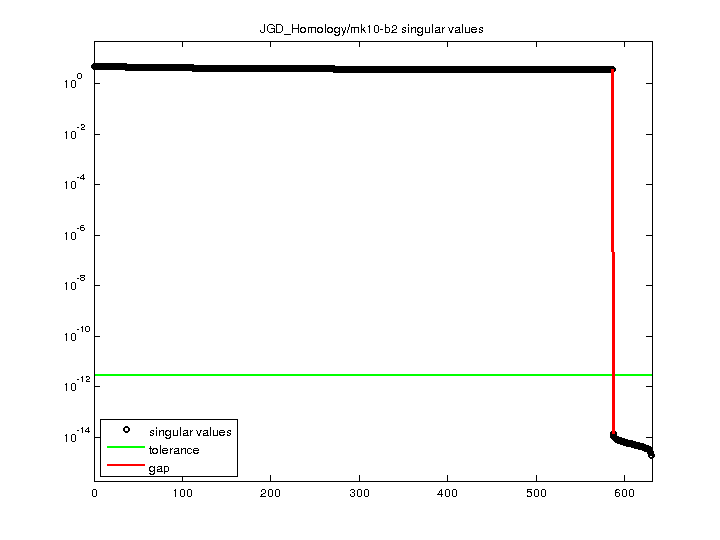 JGD_Homology/mk10-b2 singular values
10^0
10^-2
10^-4
10^-6
10^-8
10^-10
10^-12
10^-14
singular values
tolerance
gap
0 100 200 300 400 500 600